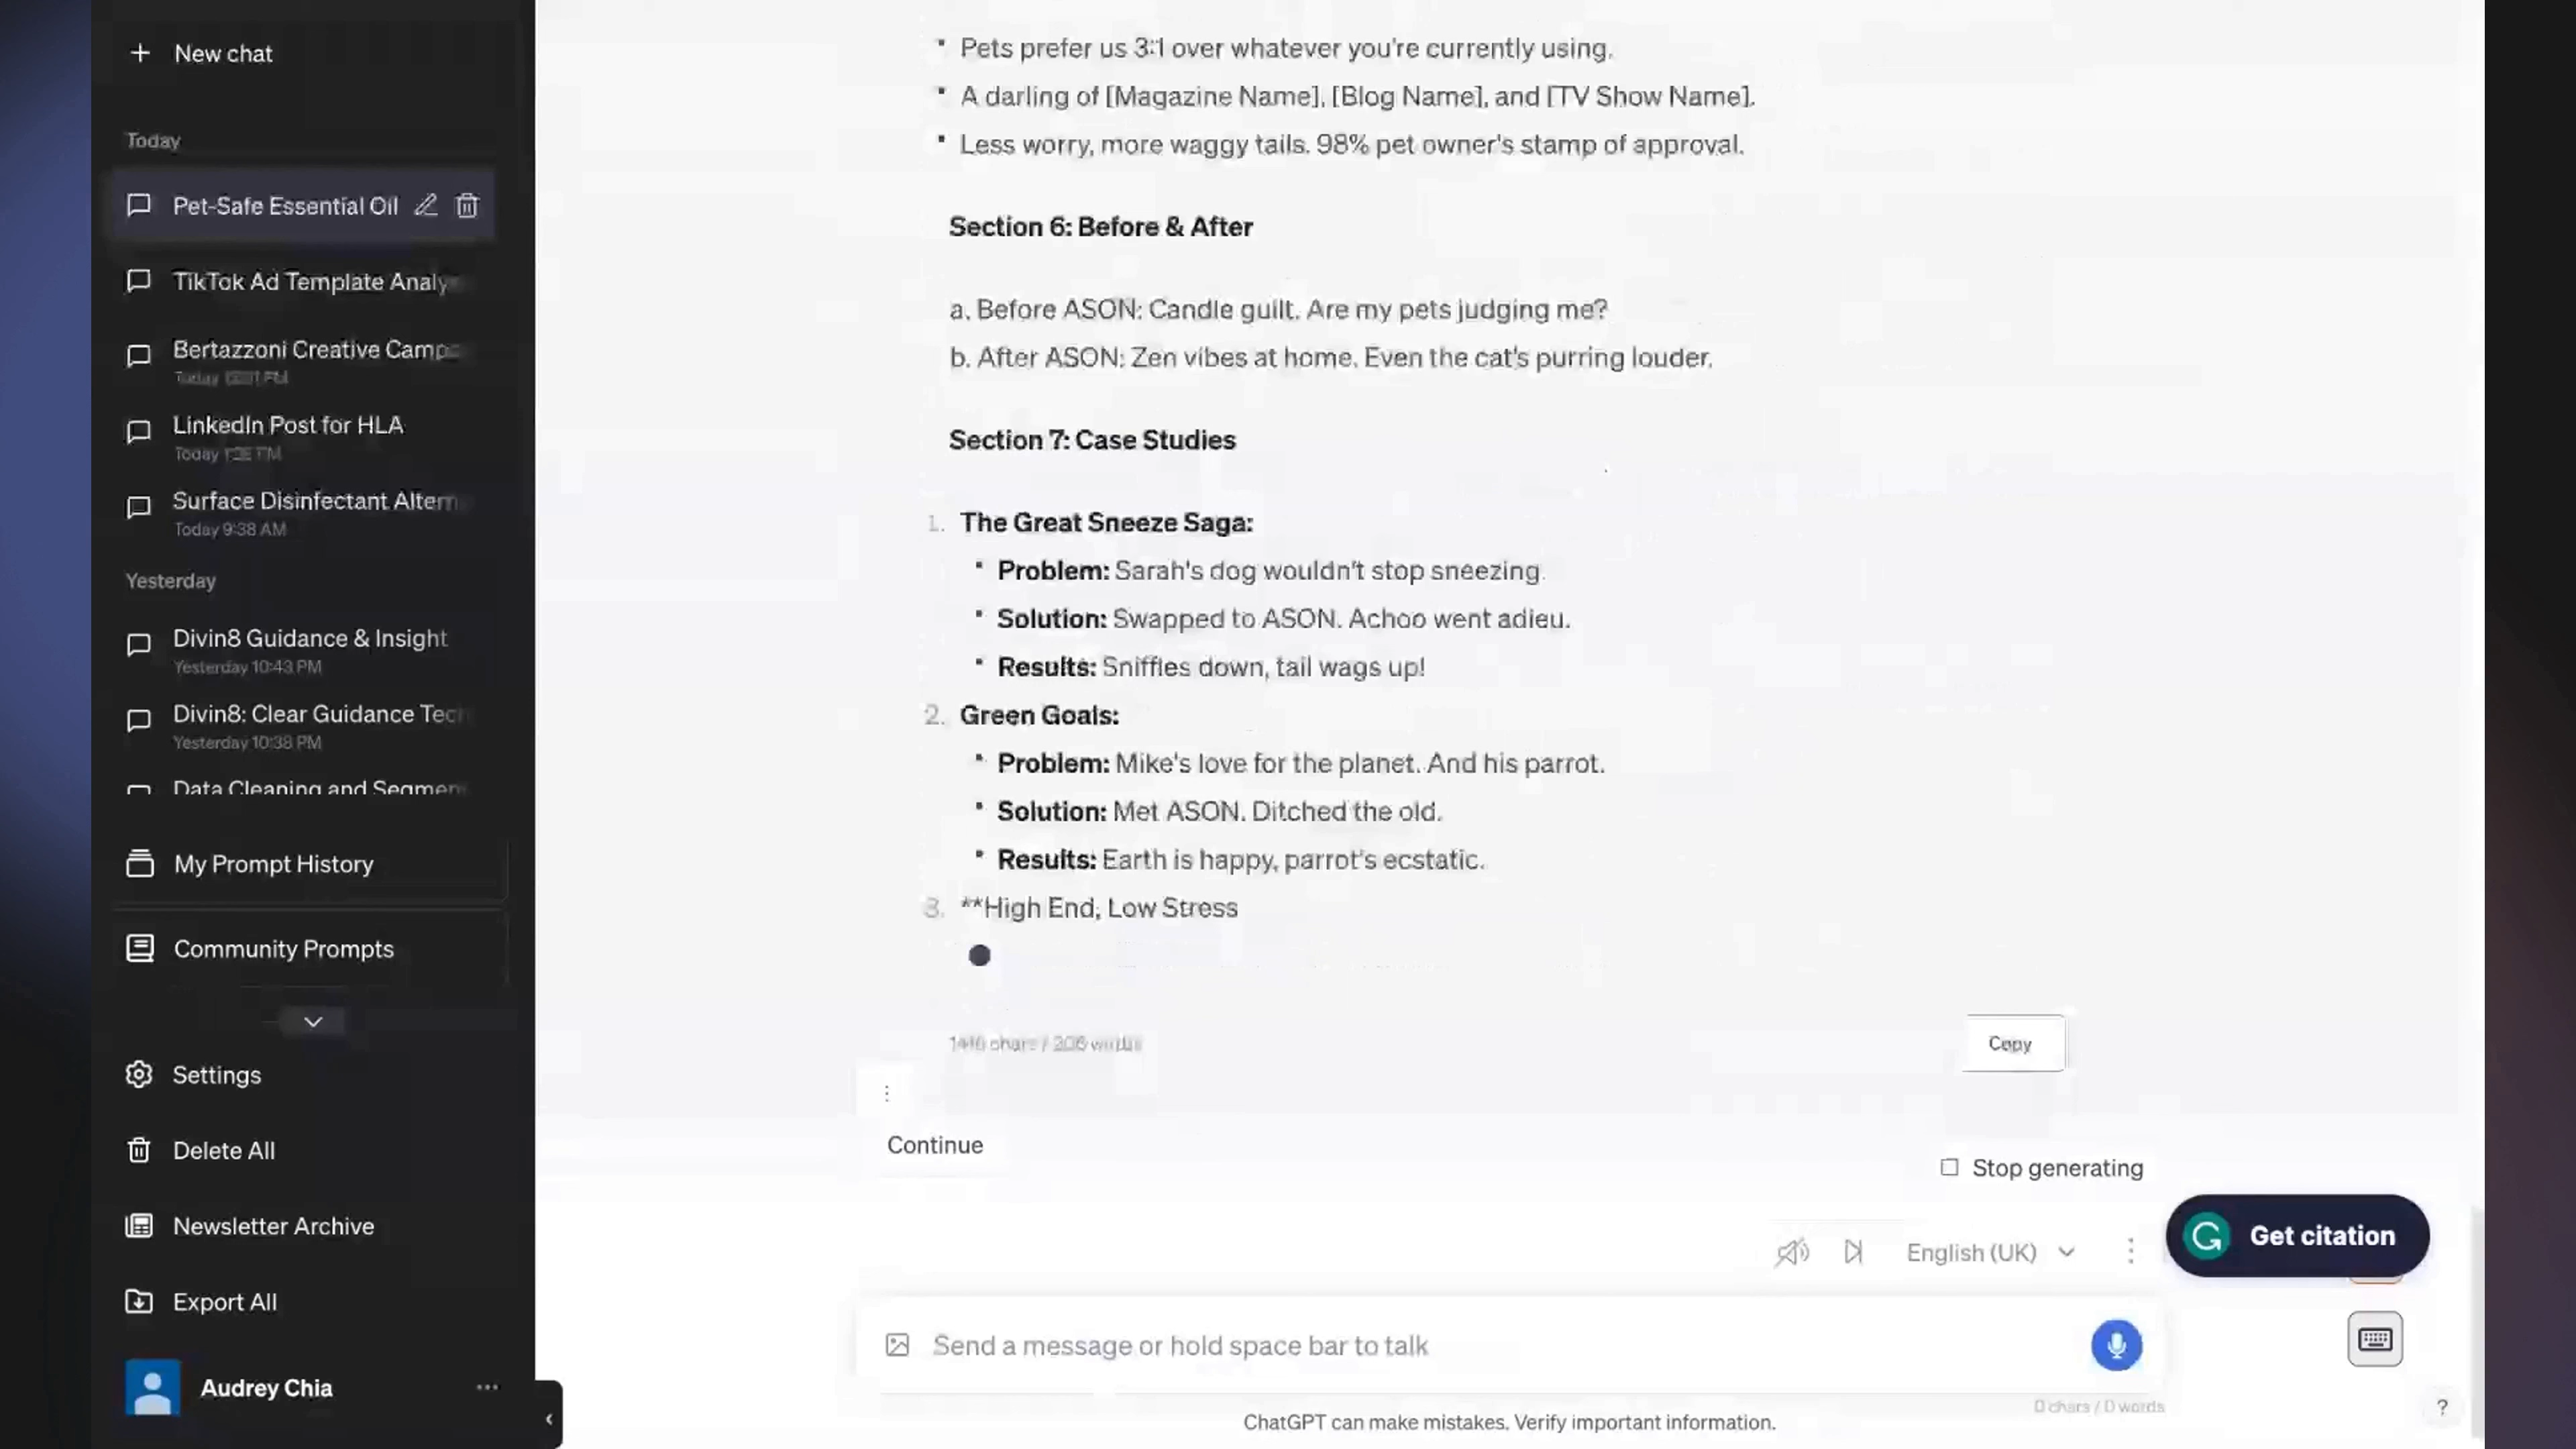 New chat
Today
Pet-Safe Essential Oil
TikTok Ad Template Analy
Bertazzoni Creative Camp
Today
LinkedIn Post for HLA
Today
Surface Disinfectant Altern
Today 9:38 AM
Yesterday
Divin8 Guidance & Insight
Yesterday 10:43 PM
Divin8: Clear Guidance Tech
Yesterday 10:38 PM
Data Cleaning and Segmen
My Prompt History
Community Prompts
Settings
Delete All
Newsletter Archive
Export All
Audrey Chia
• Pets prefer us 3:1 over whatever you're currently using.
• A darling of [Magazine Name], [Blog Name], and [TV Show Name].
• Less worry, more waggy tails. 98% pet owner's stamp of approval.
Section 6: Before & After
a. Before ASON: Candle guilt. Are my pets judging me?
b. After ASON: Zen vibes at home. Even the cat's purring louder.
Section 7: Case Studies
1. The Great Sneeze Saga:
• Problem: Sarah's dog wouldn't stop sneezing.
• Solution: Swapped to ASON. Achoo went adieu.
• Results: Sniffles down, tail wags up!
2. Green Goals:
• Problem: Mike's love for the planet. And his parrot.
• Solution: Met ASON. Ditched the old.
• Results: Earth is happy, parrot's ecstatic.
3. **High End, Low Stress
chars / words
Copy
Continue
Stop generating
English (UK)
Get citation
Send a message or hold space bar to talk
0 chars / 0 words
ChatGPT can make mistakes. Verify important information.
?